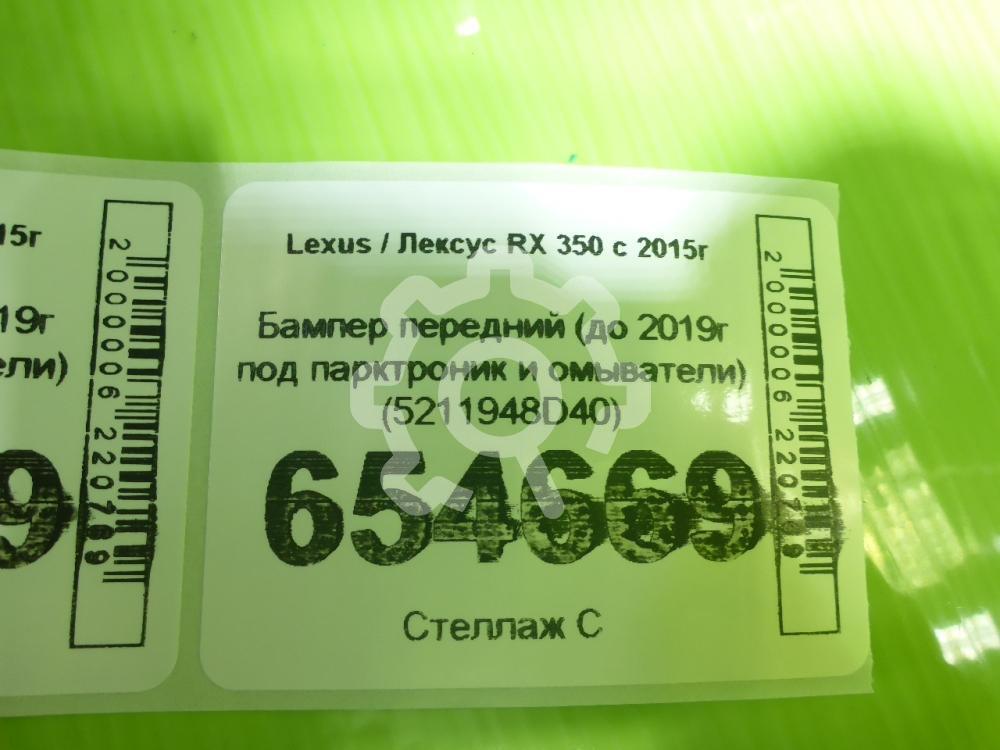 15г
19г
ели)
9
2000006220789
Lexus / Лексус RX 350 с 2015г
Бампер передний (до 2019г
под парктроник и омыватели)
(5211948D40)
654669
Стеллаж С
2000006220789